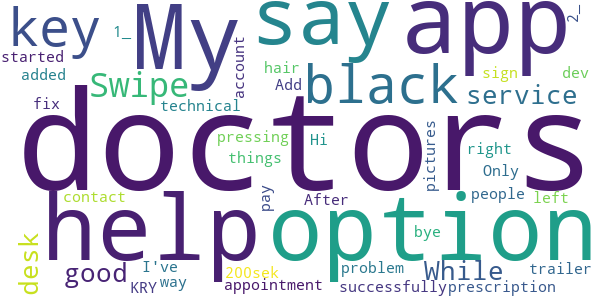 key My say app 2_
1_
started
added Swipe account hair Add black service sign dev
fix technical
doctors
pressing Hi pictures right
things Only people
contact pay After left
help option
desk bye
good I've 200sek problem While trailer
KRY way appointment successfully prescription